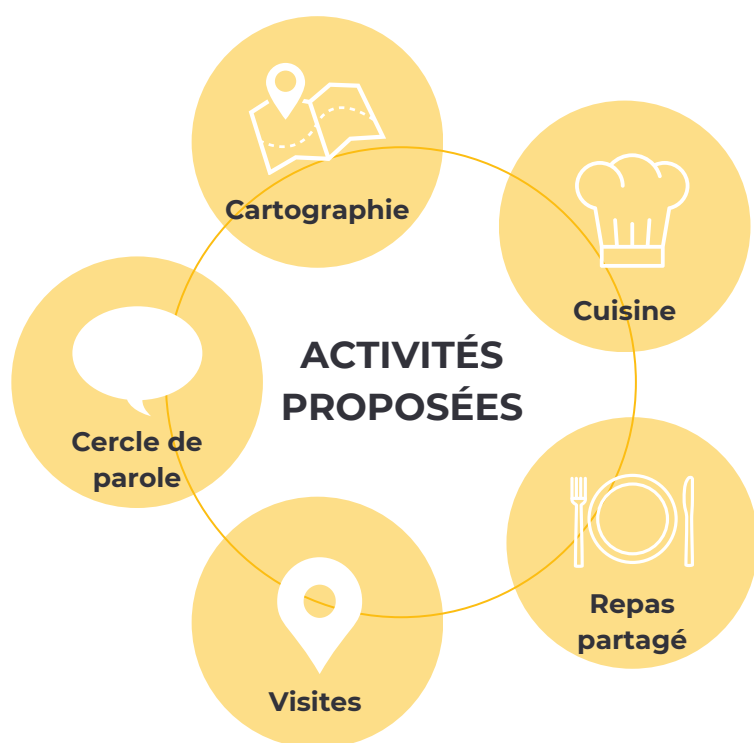 Cartographie
Cuisine
ACTIVITÉS
PROPOSÉES
Cercle de
parole
Repas
partagé
Visites